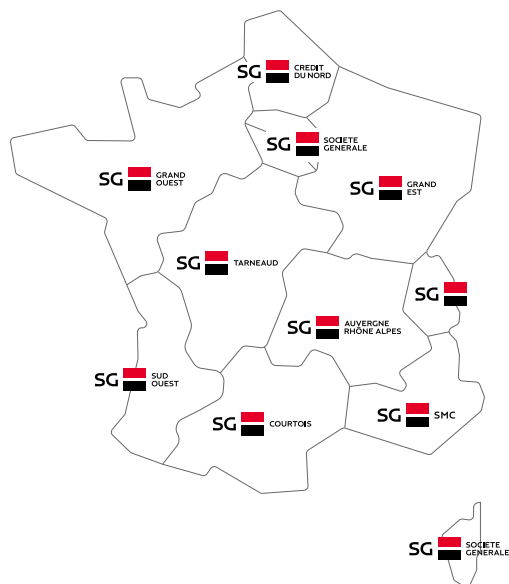 SG CREDIT
DU NORD
SG SOCIETE
GENERALE
SG GRAND
OUEST
SG GRAND
EST
SG TARNEAUD
SG
SG AUVERGNE
RHÔNE ALPES
SG SUD
OUEST
SG COURTOIS
SG SMC
SG SOCIETE
GENERALE